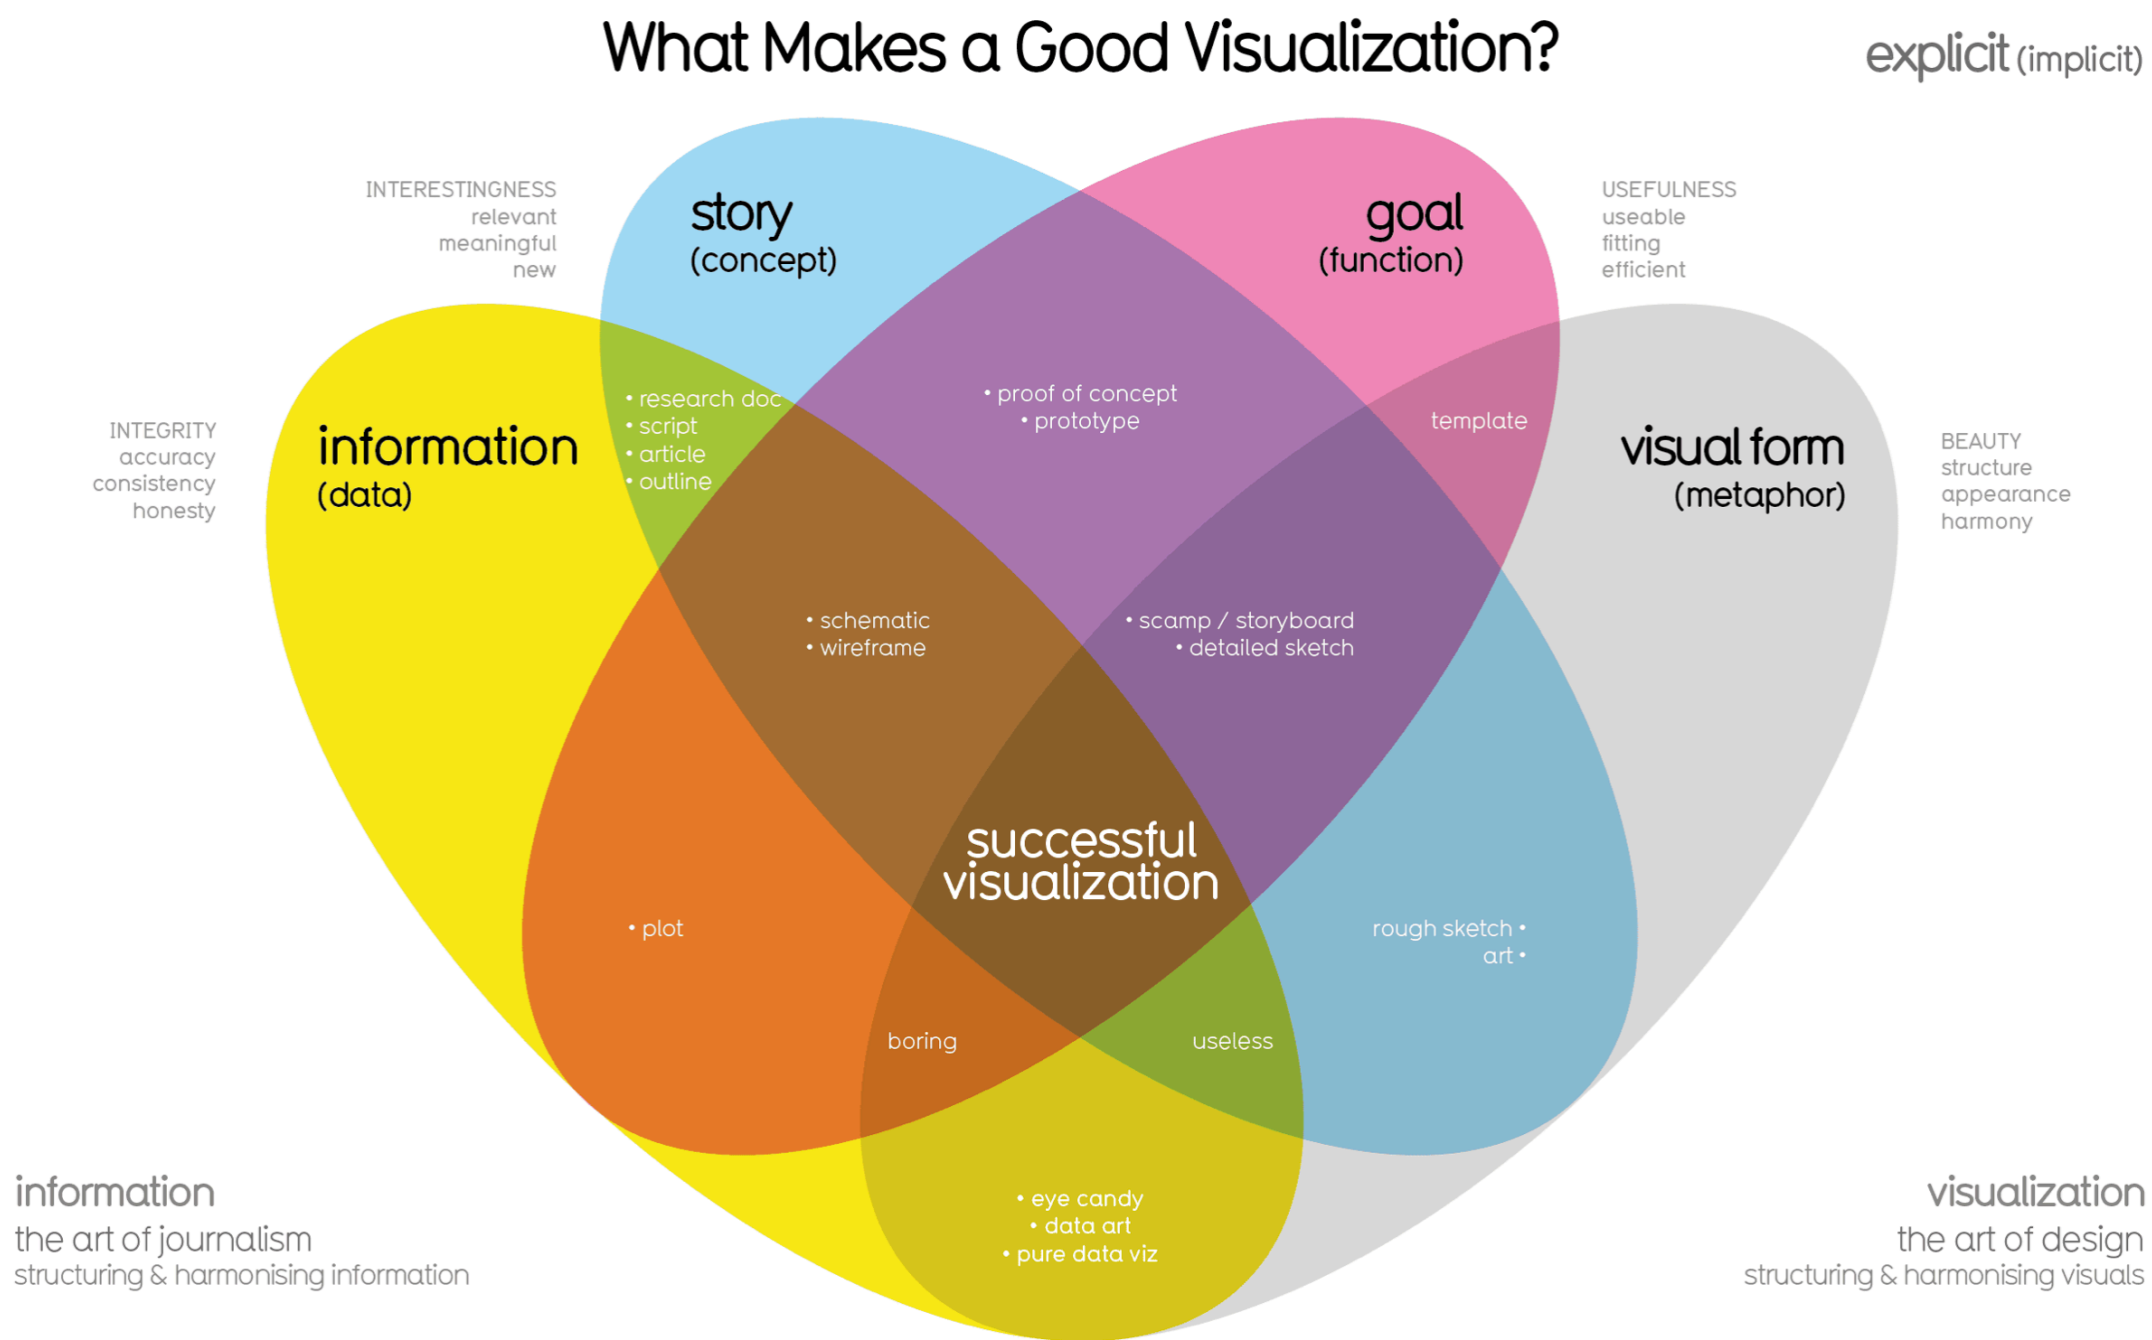 What Makes a Good Visualization?
explicit (implicit)
INTERESTINGNESS
relevant
meaningful
new
story
(concept)
goal
(function)
USEFULNESS
useable
fitting
efficient
INTEGRITY
accuracy
consistency
honesty
information
(data)
• research doc
• script
• article
• outline
• proof of concept
• prototype
template
visual form
(metaphor)
BEAUTY
structure
appearance
harmony
• schematic
• wireframe
• scamp / storyboard
• detailed sketch
successful
visualization
• plot
rough sketch •
art •
boring
useless
• eye candy
• data art
• pure data viz
information
the art of journalism
structuring & harmonising information
visualization
the art of design
structuring & harmonising visuals